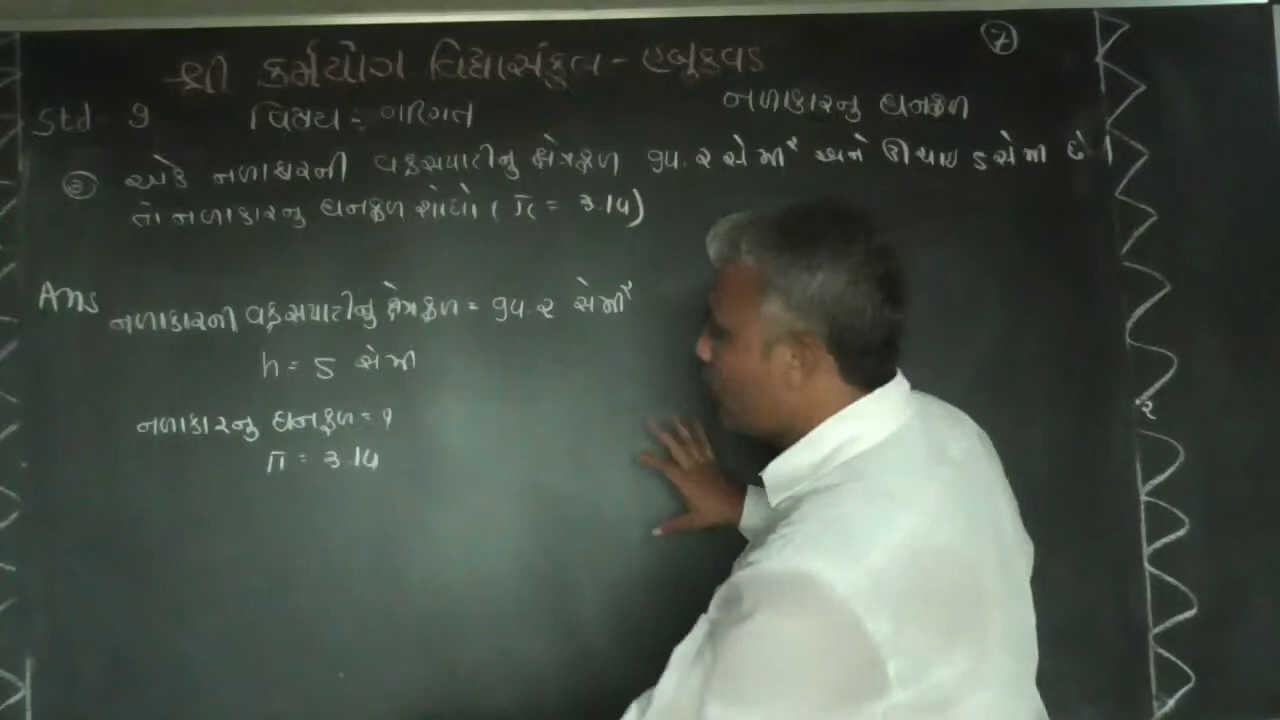 ૭
શ્રી કર્મયોગ વિદ્યાસંકુલ -
Std 9 વિષય = ગણિત નળાકારનુ ઘનફળ
૩ એક નળાકારની વક્રસપાટીનું ક્ષેત્રફળ 94.2 સેમી² અને ઊંચાઇ 5 સેમી છે।
તો નળાકારનુ ઘનફળ શોધો ( π = 3.14)
Ans નળાકારની વક્રસપાટીનું ક્ષેત્રફળ = 94.2 સેમી²
h = 5 સેમી
નળાકારનુ ઘનફળ = ?
π = 3.14